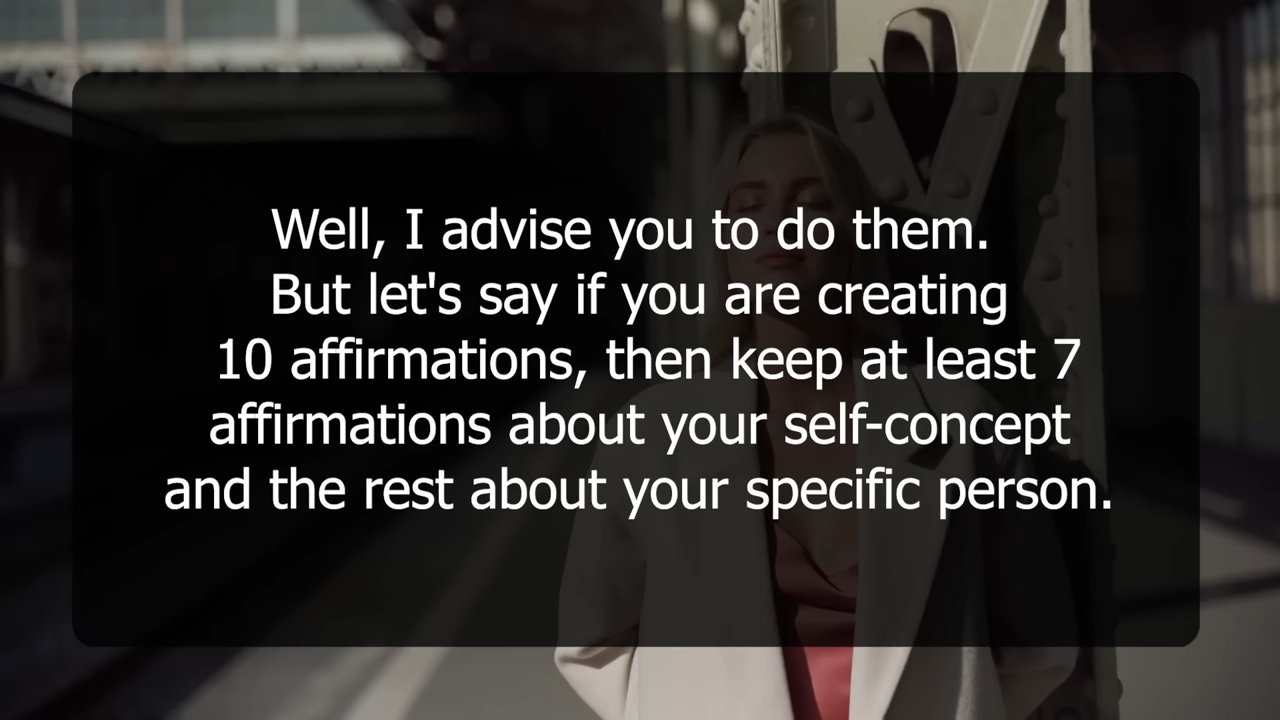 Well, I advise you to do them.
But let's say if you are creating
10 affirmations, then keep at least 7
affirmations about your self-concept
and the rest about your specific person.